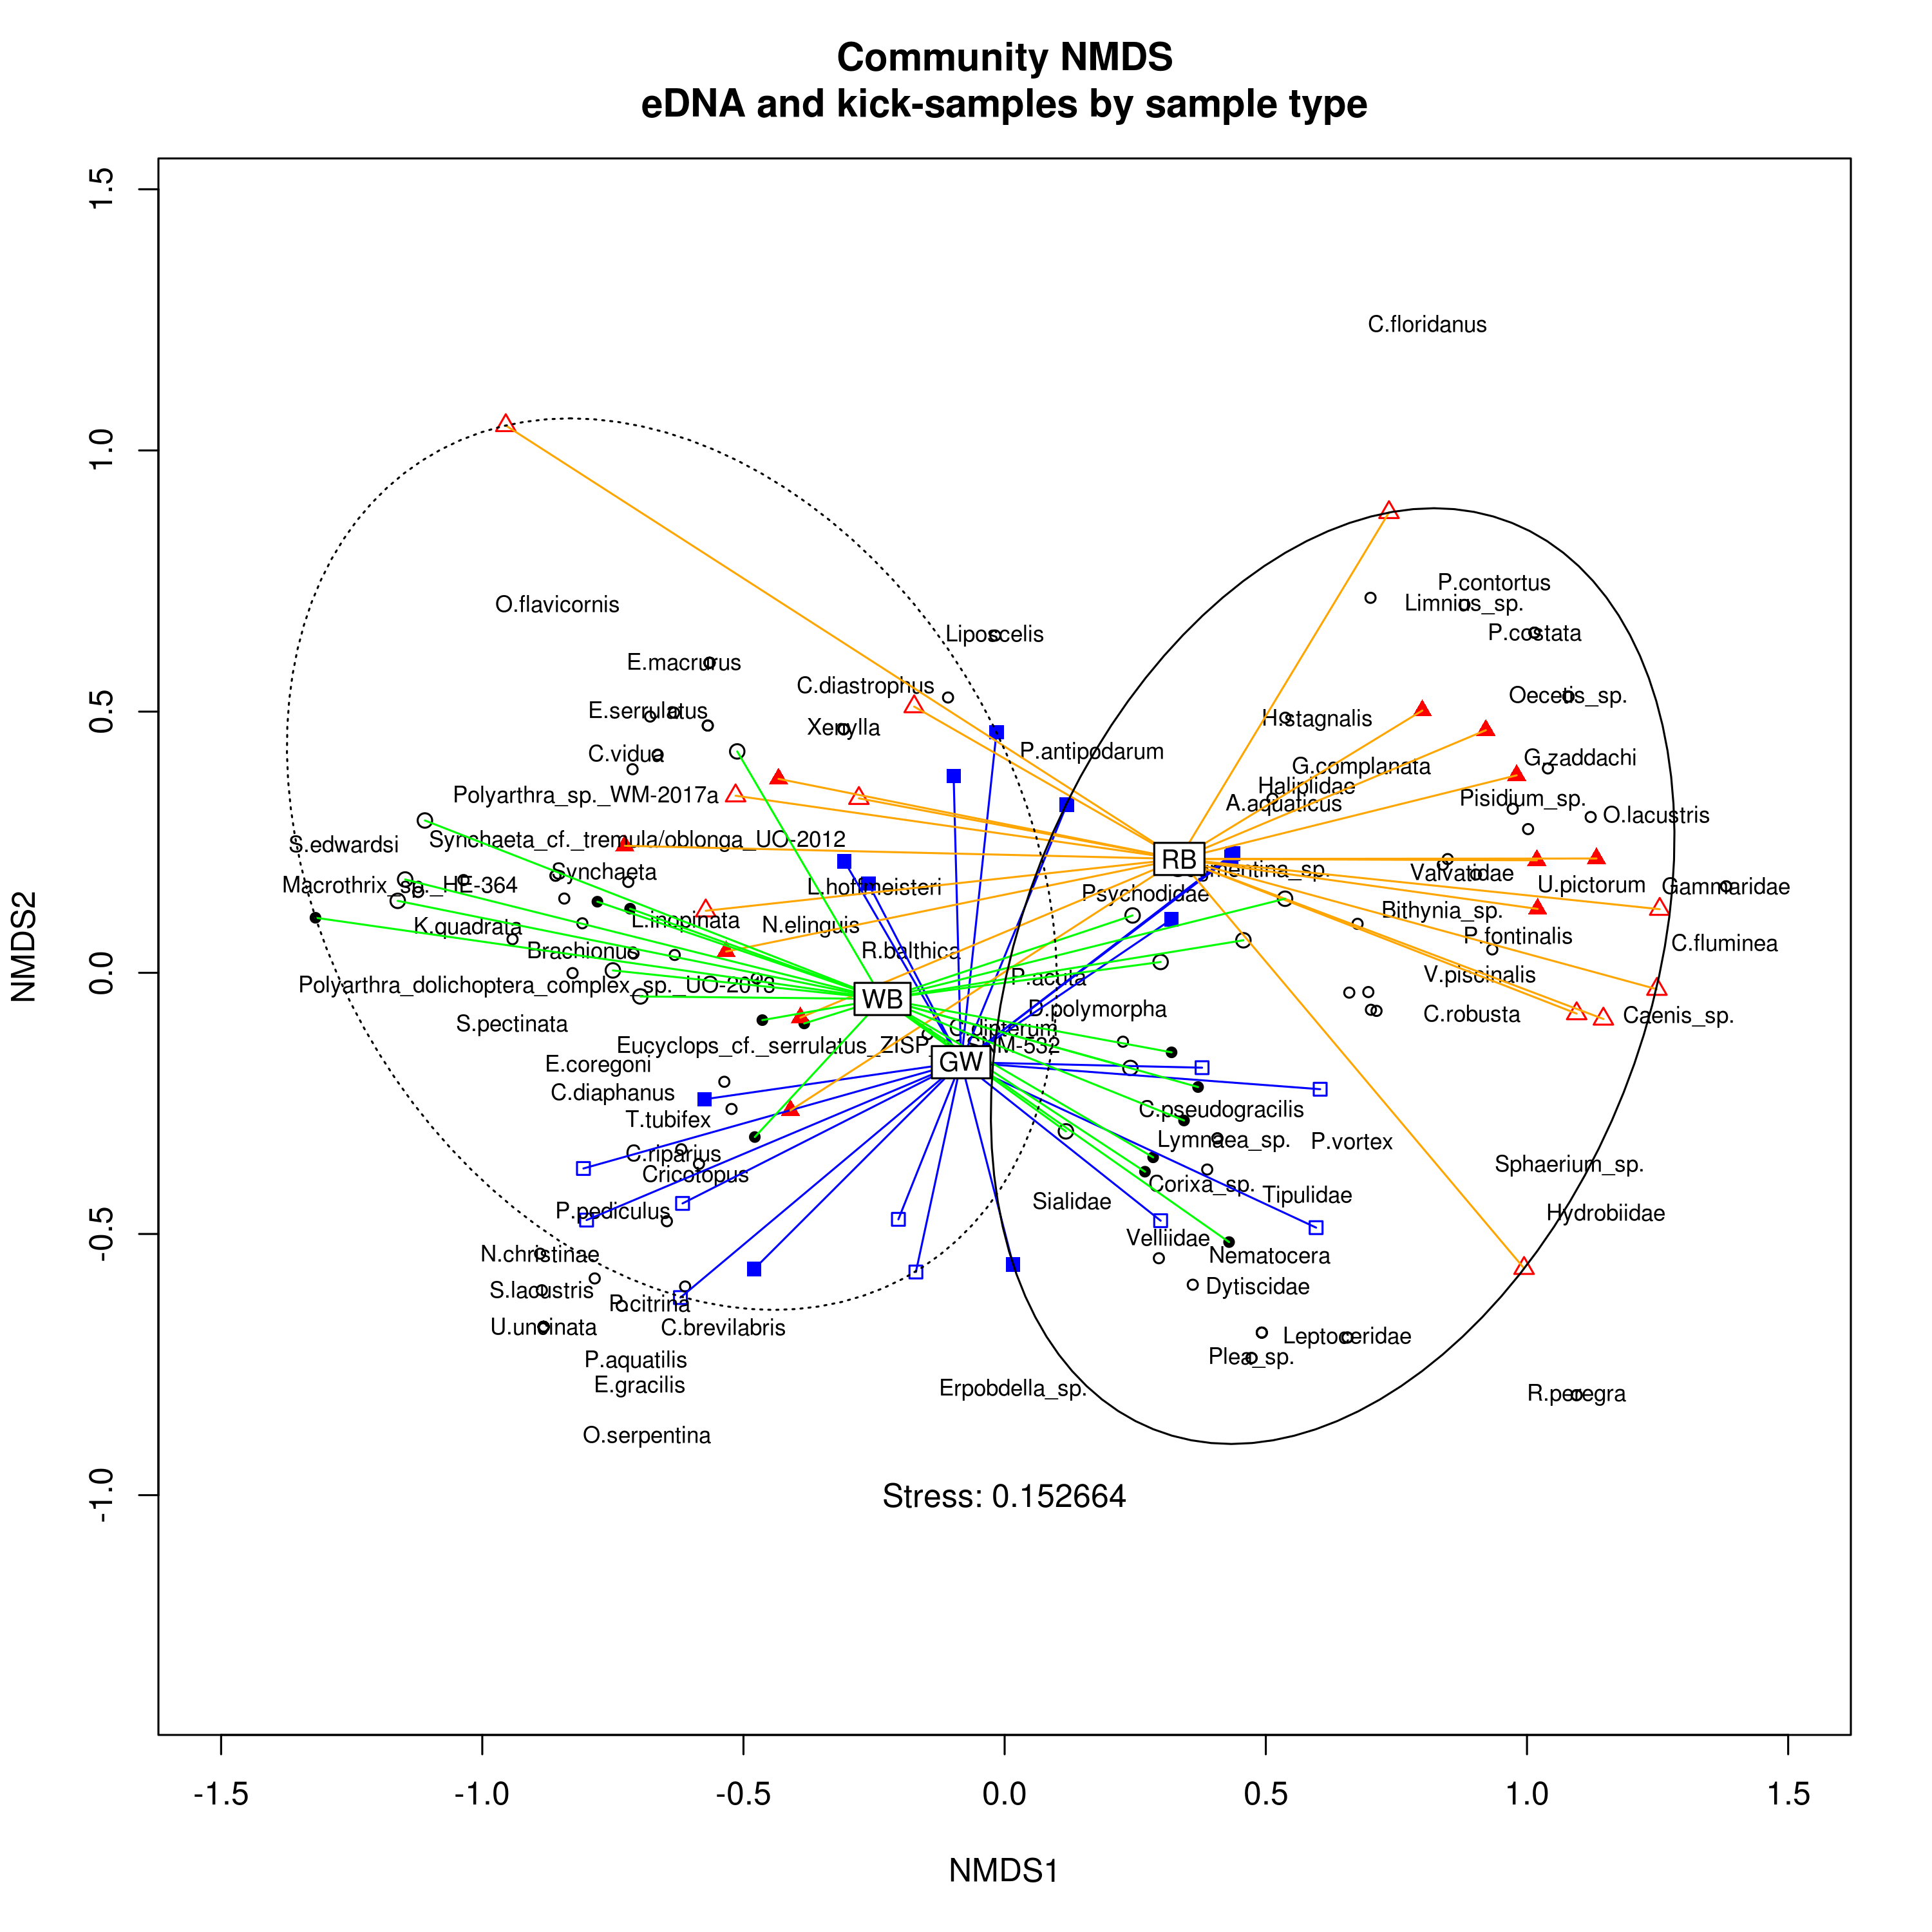 Community NMDS
eDNA and kick-samples by sample type
C.floridanus
P.contortus
O.flavicornis
Limnius_sp.
Liposcelis
P.costata
E.macrurus
C.diastrophus
Oecetis_sp.
E.serrulatus
H.stagnalis
Xenylla
C.vidua
P.antipodarum
G.zaddachi
G.complanata
Haliplidae
Polyarthra_sp._WM-2017a
Pisidium_sp.
A.aquaticus
O.lacustris
Synchaeta_cf._tremula/oblonga_UO-2012
S.edwardsi
Synchaeta
Valvatidae
Macrothrix_sp._HE-364
L.hoffmeisteri
Psychodidae
U.pictorum
Gammaridae
RB
L.inopinata
Bithynia_sp.
K.quadrata
N.elinguis
P.fontinalis
C.fluminea
Brachionus
R.balthica
P.acuta
V.piscinalis
Polyarthra_dolichoptera_complex_sp._UO-2013
WB
D.polymorpha
C.robusta
Caenis_sp.
S.pectinata
C.dipterum
E.coregoni
GW
C.diaphanus
T.tubifex
C.pseudogracilis
Lymnaea_sp.
P.vortex
C.riparius
Cricotopus
Sphaerium_sp.
Corixa_sp.
Tipulidae
Sialidae
P.pediculus
Hydrobiidae
Velliidae
Nematocera
N.christinae
S.lacustris
Dytiscidae
P.citrina
U.uncinata
C.brevilabris
Leptoceridae
Plea_sp.
P.aquatilis
E.gracilis
Erpobdella_sp.
R.peregra
O.serpentina
Stress: 0.152664
NMDS2
1.5
1.0
0.5
0.0
-0.5
-1.0
-1.5 -1.0 -0.5 0.0 0.5 1.0 1.5
NMDS1